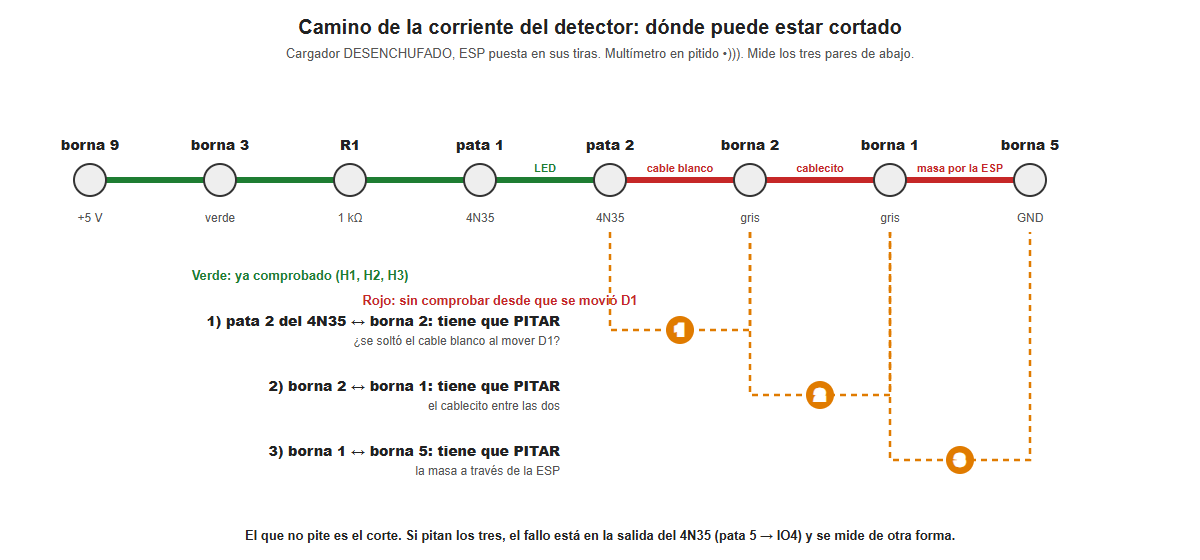 Camino de la corriente del detector: dónde puede estar cortado
Cargador DESENCHUFADO, ESP puesta en sus tiras. Multímetro en pitido •))). Mide los tres pares de abajo.
borna 9 borna 3 R1 pata 1 pata 2 borna 2 borna 1 borna 5
LED cable blanco cablecito masa por la ESP
+5 V verde 1 kΩ 4N35 4N35 gris gris GND
Verde: ya comprobado (H1, H2, H3)
Rojo: sin comprobar desde que se movió D1
1) pata 2 del 4N35 ↔ borna 2: tiene que PITAR
1
¿se soltó el cable blanco al mover D1?
2) borna 2 ↔ borna 1: tiene que PITAR
2
el cablecito entre las dos
3) borna 1 ↔ borna 5: tiene que PITAR
la masa a través de la ESP
El que no pite es el corte. Si pitan los tres, el fallo está en la salida del 4N35 (pata 5 → IO4) y se mide de otra forma.